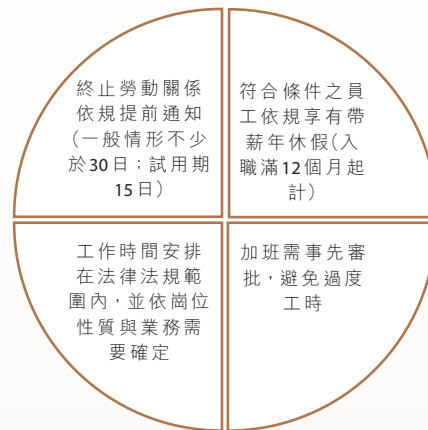 終止勞動關係
依規提前通知
(一般情形不少
於30日；試用期
15日)
符合條件之員
工依規享有帶
薪年休假(入
職滿12個月起
計)
工作時間安排
在法律法規範
圍內，並依崗位
性質與業務需
要確定
加班需事先審
批，避免過度
工時